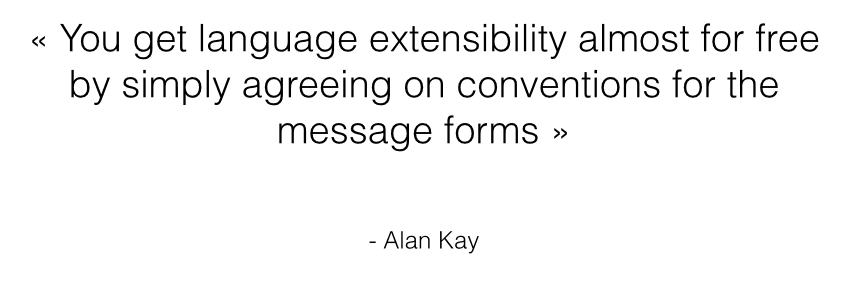 « You get language extensibility almost for free
by simply agreeing on conventions for the
message forms »
- Alan Kay